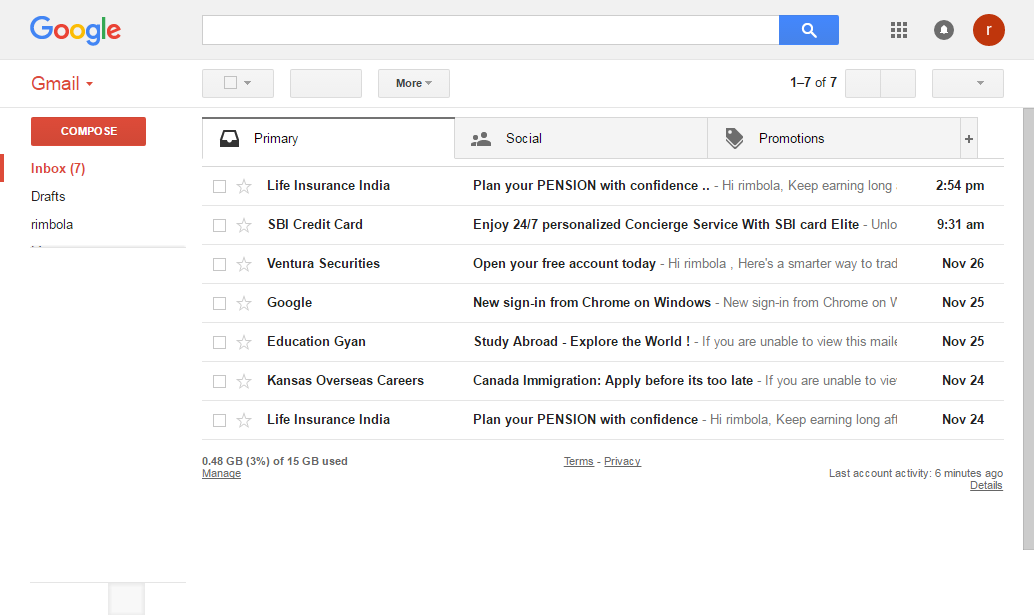 Google
r
Gmail
More
1–7 of 7
COMPOSE
Inbox (7)
Drafts
rimbola
Primary
Social
Promotions
+
Life Insurance India Plan your PENSION with confidence .. - Hi rimbola, Keep earning long 2:54 pm
SBI Credit Card Enjoy 24/7 personalized Concierge Service With SBI card Elite - Unlo 9:31 am
Ventura Securities Open your free account today - Hi rimbola , Here's a smarter way to trad Nov 26
Google New sign-in from Chrome on Windows - New sign-in from Chrome on W Nov 25
Education Gyan Study Abroad - Explore the World ! - If you are unable to view this maile Nov 25
Kansas Overseas Careers Canada Immigration: Apply before its too late - If you are unable to vie Nov 24
Life Insurance India Plan your PENSION with confidence - Hi rimbola, Keep earning long aft Nov 24
0.48 GB (3%) of 15 GB used
Manage
Terms - Privacy
Last account activity: 6 minutes ago
Details